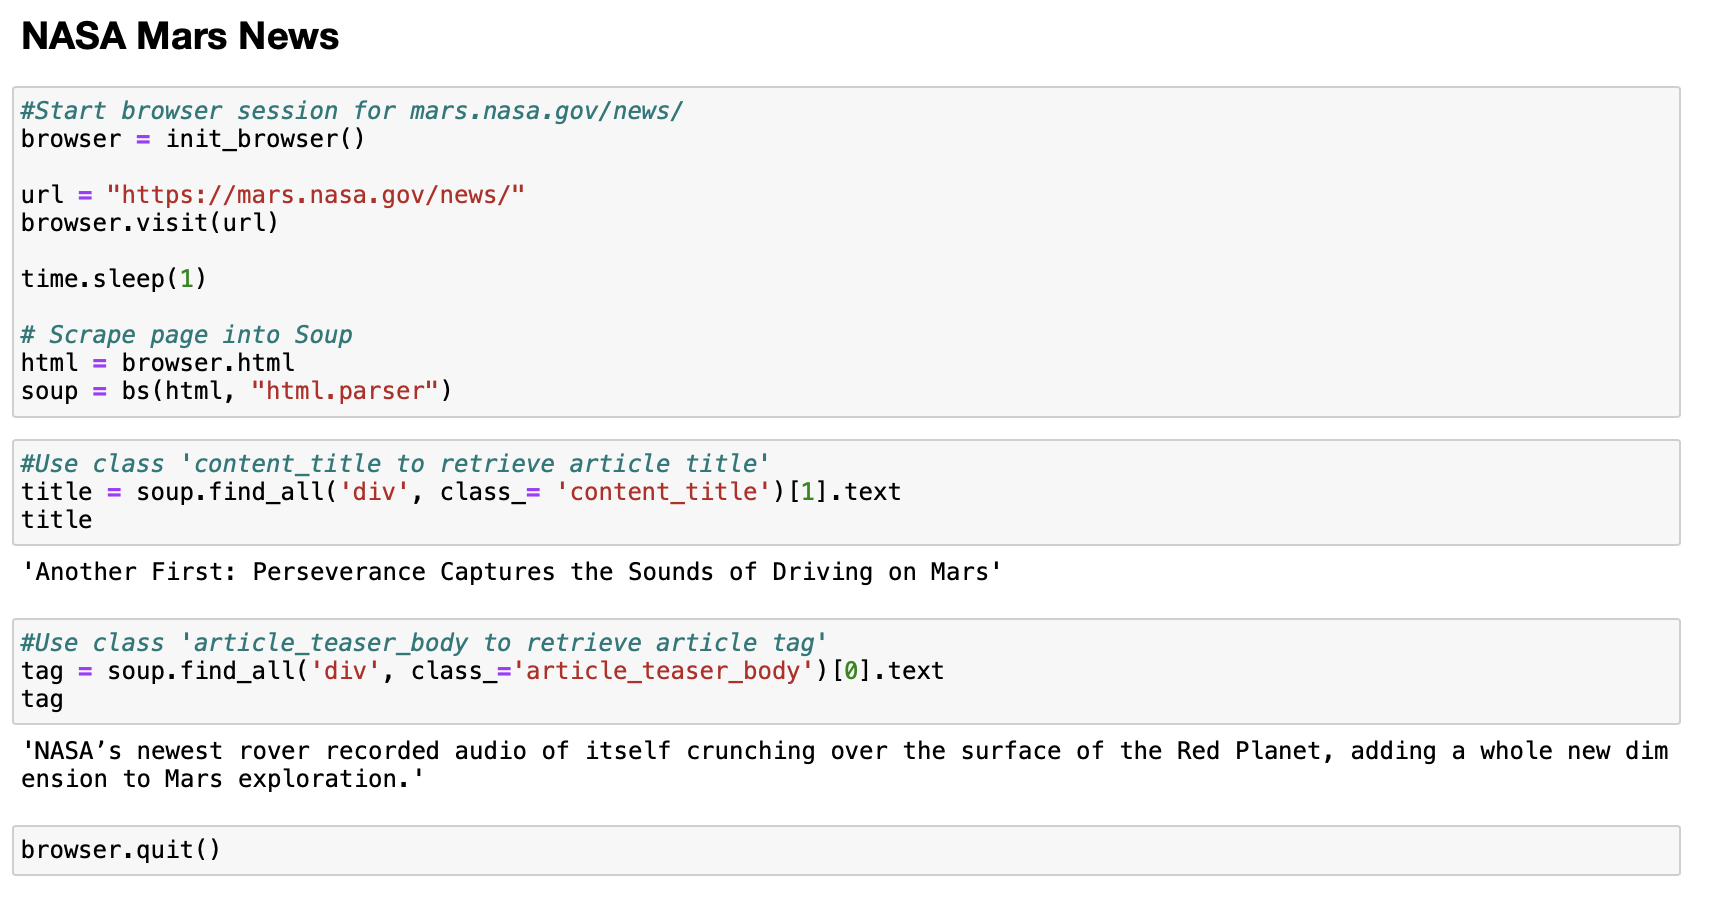 NASA Mars News
#Start browser session for mars.nasa.gov/news/
browser = init_browser()
url = "https://mars.nasa.gov/news/"
browser.visit(url)
time.sleep(1)
# Scrape page into Soup
html = browser.html
soup = bs(html, "html.parser")
#Use class 'content_title to retrieve article title'
title = soup.find_all('div', class_= 'content_title')[1].text
title
'Another First: Perseverance Captures the Sounds of Driving on Mars'
#Use class 'article_teaser_body to retrieve article tag'
tag = soup.find_all('div', class_='article_teaser_body')[0].text
tag
'NASA’s newest rover recorded audio of itself crunching over the surface of the Red Planet, adding a whole new dim
ension to Mars exploration.'
browser.quit()